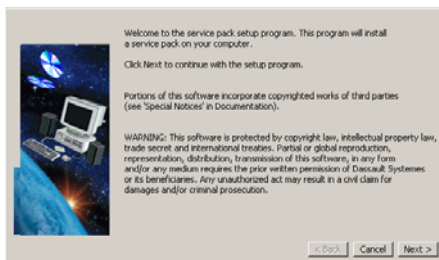 Welcome to the service pack setup program. This program will install
a service pack on your computer.
Click Next to continue with the setup program.
Portions of this software incorporate copyrighted works of third parties
(see 'Special Notices' in Documentation).
WARNING: This software is protected by copyright law, intellectual property law,
trade secret and international treaties. Partial or global reproduction,
representation, distribution, transmission of this software, in any form
and/or any medium requires the prior written permission of Dassault Systemes
or its beneficiaries. Any unauthorized act may result in a civil claim for
damages and/or criminal prosecution.
< Back Cancel Next >